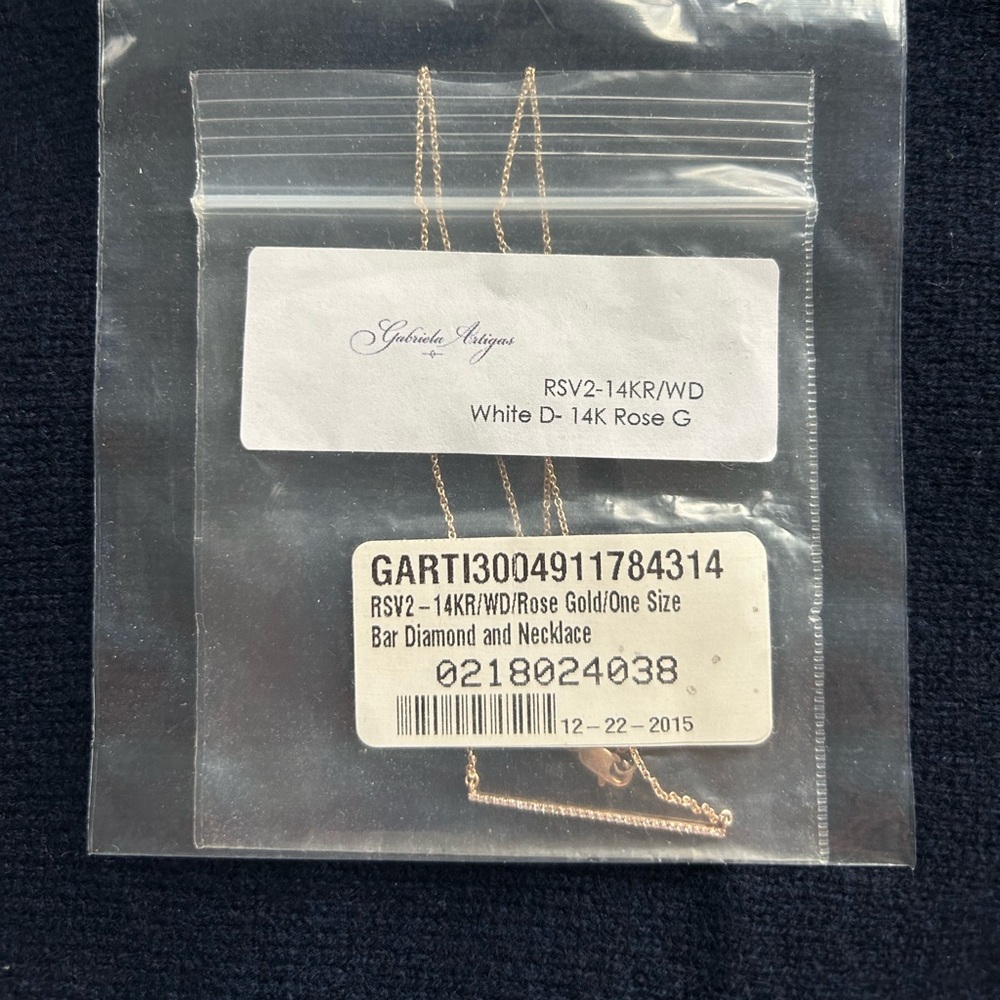 Gabriela Artigas
RSV2-14KR/WD
White D- 14K Rose G
GARTI3004911784314
RSV2-14KR/WD/Rose Gold/One Size
Bar Diamond and Necklace
0218024038
12-22-2015